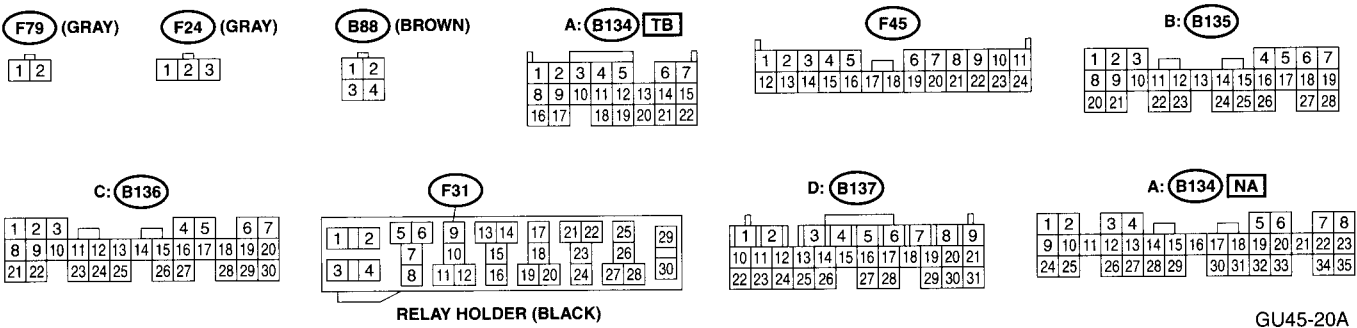 F79 (GRAY)
1 2
F24 (GRAY)
1 2 3
B88 (BROWN)
1 2
3 4
A: B134 TB
1 2 3 4 5 6 7
8 9 10 11 12 13 14 15
16 17 18 19 20 21 22
F45
1 2 3 4 5 6 7 8 9 10 11
12 13 14 15 16 17 18 19 20 21 22 23 24
B: B135
1 2 3 4 5 6 7
8 9 10 11 12 13 14 15 16 17 18 19
20 21 22 23 24 25 26 27 28
C: B136
1 2 3 4 5 6 7
8 9 10 11 12 13 14 15 16 17 18 19 20
21 22 23 24 25 26 27 28 29 30
F31
1 2 5 6 9 13 14 17 21 22 25 29
7 10 15 18 23 26
3 4 8 11 12 16 19 20 24 27 28 30
RELAY HOLDER (BLACK)
D: B137
1 2 3 4 5 6 7 8 9
10 11 12 13 14 15 16 17 18 19 20 21
22 23 24 25 26 27 28 29 30 31
A: B134 NA
1 2 3 4 5 6 7 8
9 10 11 12 13 14 15 16 17 18 19 20 21 22 23
24 25 26 27 28 29 30 31 32 33 34 35
GU45-20A